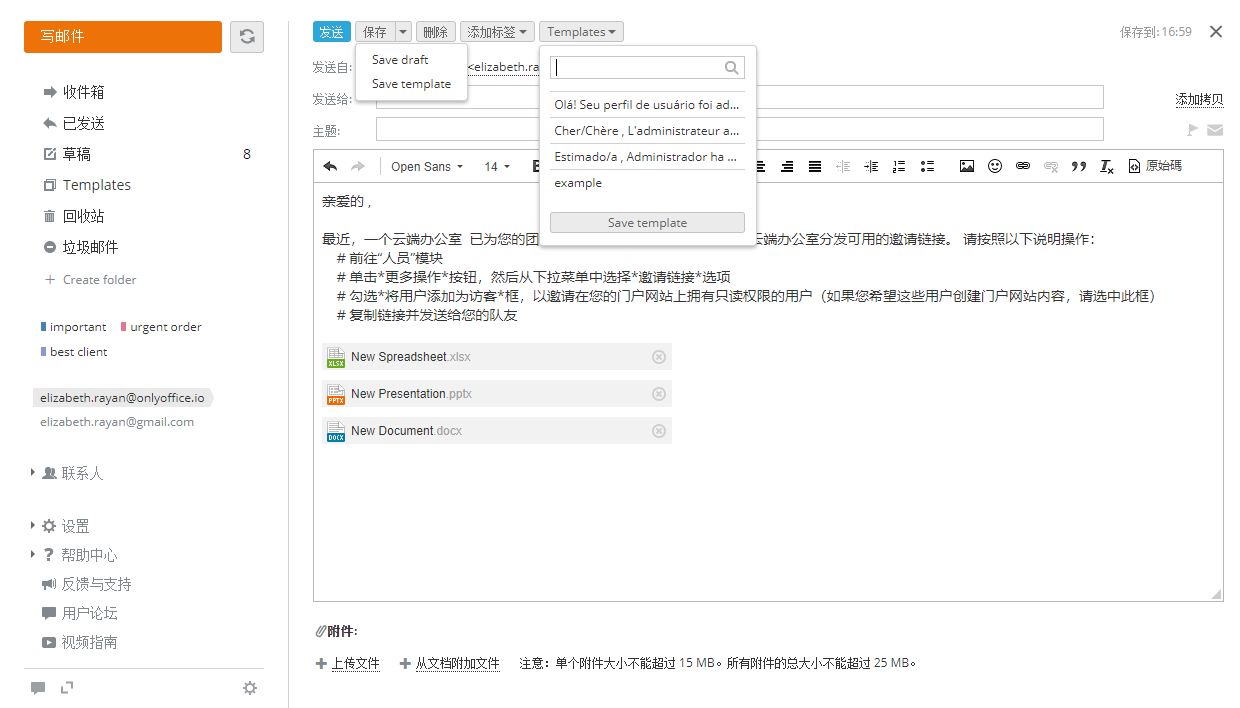 写邮件
收件箱
已发送
草稿 8
Templates
回收站
垃圾邮件
Create folder
important urgent order
best client
elizabeth.rayan@onlyoffice.io
elizabeth.rayan@gmail.com
联系人
设置
帮助中心
反馈与支持
用户论坛
视频指南
发送 保存 删除 添加标签 Templates 保存到: 16:59
Save draft
Save template
发送自: <elizabeth.ra
发送给: 添加拷贝
主题:
Olá! Seu perfil de usuário foi ad...
Cher/Chère , L'administrateur a...
Estimado/a , Administrador ha ...
example
Save template
Open Sans 14 原始碼
亲爱的 ,
最近，一个云端办公室 已为您的团 云端办公室分发可用的邀请链接。 请按照以下说明操作：
# 前往“人员”模块
# 单击*更多操作*按钮，然后从下拉菜单中选择*邀请链接*选项
# 勾选*将用户添加为访客*框，以邀请在您的门户网站上拥有只读权限的用户（如果您希望这些用户创建门户网站内容，请选中此框）
# 复制链接并发送给您的队友
New Spreadsheet.xlsx
New Presentation.pptx
New Document.docx
附件:
上传文件 从文档附加文件 注意：单个附件大小不能超过 15 MB。所有附件的总大小不能超过 25 MB。